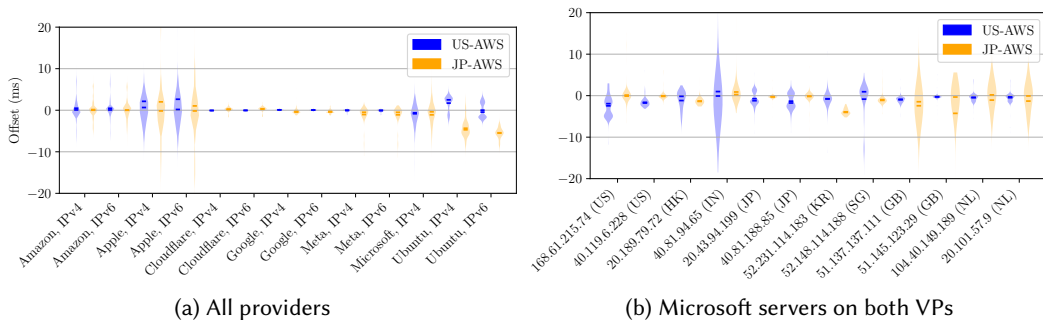 20
10
0
−10
−20
Offset (ms)
US-AWS
JP-AWS
Amazon, IPv4
Amazon, IPv6
Apple, IPv4
Apple, IPv6
Cloudflare, IPv4
Cloudflare, IPv6
Google, IPv4
Google, IPv6
Meta, IPv4
Meta, IPv6
Microsoft, IPv4
Ubuntu, IPv4
Ubuntu, IPv6
(a) All providers
20
10
0
−10
−20
US-AWS
JP-AWS
168.61.215.74 (US)
40.119.6.228 (US)
20.189.79.72 (HK)
40.81.94.65 (IN)
20.43.94.199 (JP)
40.81.188.85 (JP)
52.231.114.183 (KR)
52.148.114.188 (SG)
51.137.137.111 (GB)
51.145.123.29 (GB)
104.40.149.189 (NL)
20.101.57.9 (NL)
(b) Microsoft servers on both VPs